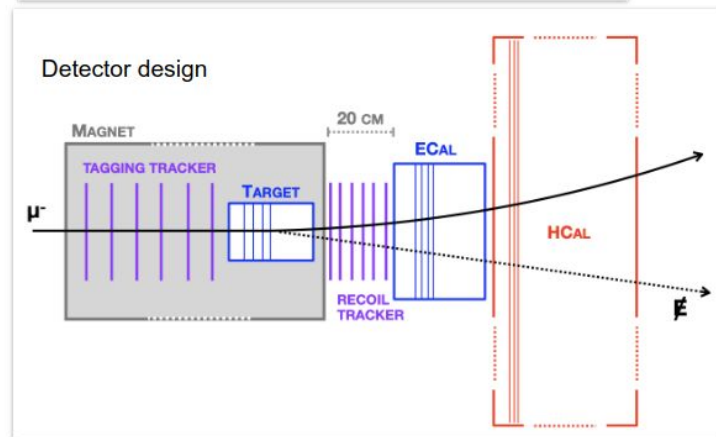 Detector design
20 CM
MAGNET
ECAL
TAGGING TRACKER
TARGET
μ-
HCAL
RECOIL
TRACKER
E̸